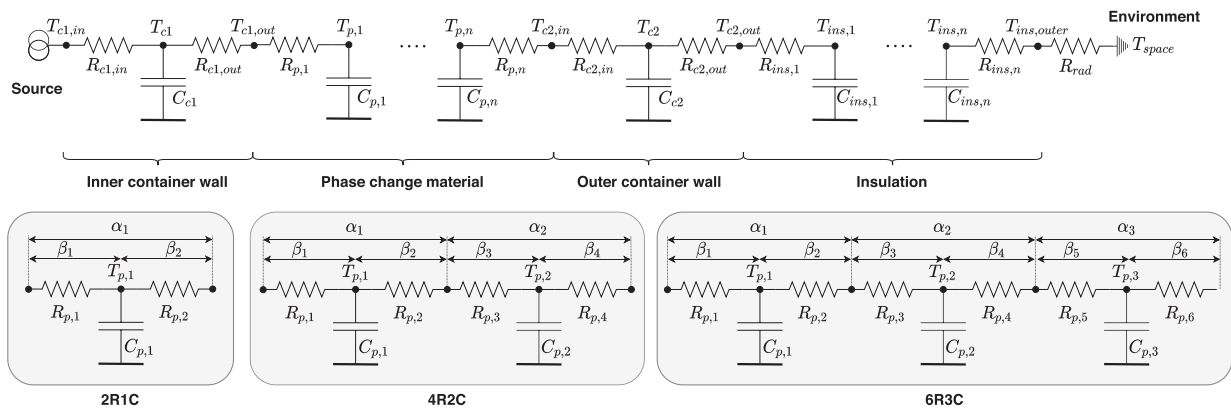 T_{c1,in} T_{c1} T_{c1,out} T_{p,1} .... T_{p,n} T_{c2,in} T_{c2} T_{c2,out} T_{ins,1} .... T_{ins,n} T_{ins,outer} Environment
T_{space}
R_{c1,in} R_{c1,out} R_{p,1} R_{p,n} R_{c2,in} R_{c2,out} R_{ins,1} R_{ins,n} R_{rad}
Source
C_{c1} C_{p,1} C_{p,n} C_{c2} C_{ins,1} C_{ins,n}
Inner container wall Phase change material Outer container wall Insulation
α_1 α_1 α_2 α_1 α_2 α_3
β_1 β_2 β_1 β_2 β_3 β_4 β_1 β_2 β_3 β_4 β_5 β_6
T_{p,1} T_{p,1} T_{p,2} T_{p,1} T_{p,2} T_{p,3}
R_{p,1} R_{p,2} R_{p,1} R_{p,2} R_{p,3} R_{p,4} R_{p,1} R_{p,2} R_{p,3} R_{p,4} R_{p,5} R_{p,6}
C_{p,1} C_{p,1} C_{p,2} C_{p,1} C_{p,2} C_{p,3}
2R1C 4R2C 6R3C